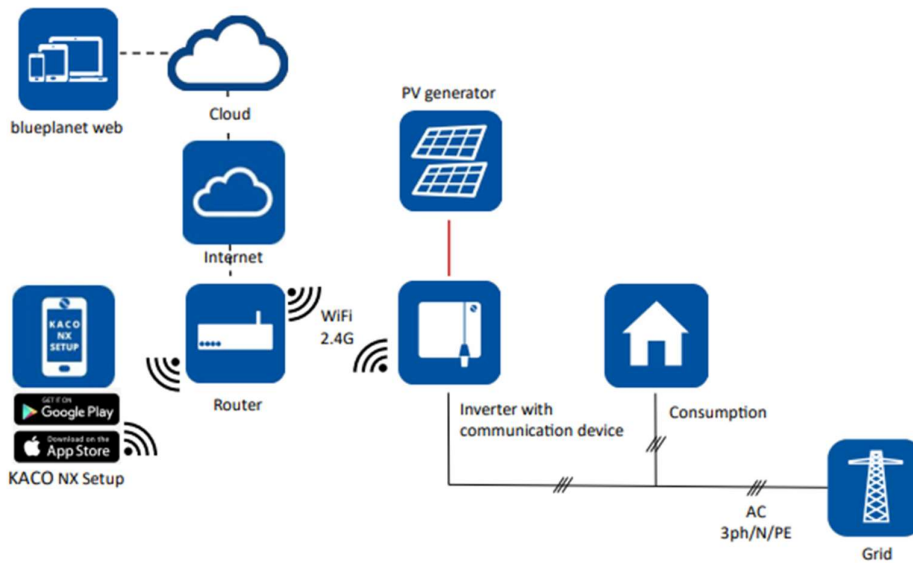 blueplanet web
Cloud
PV generator
Internet
KACO
NX
SETUP
WiFi
2.4G
Router
Inverter with
communication device
Consumption
GET IT ON
Google Play
Download on the
App Store
KACO NX Setup
AC
3ph/N/PE
Grid